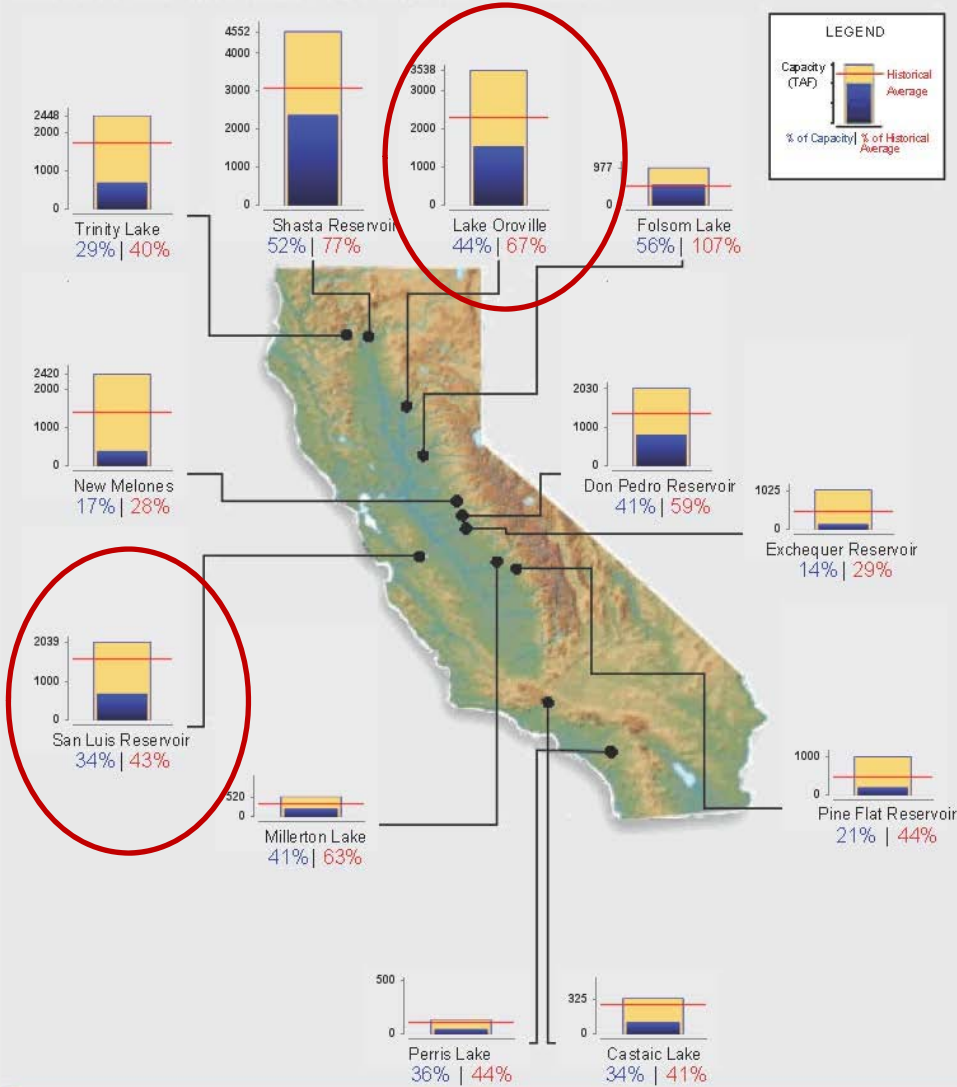 4552
4000
3000
2000
1000
0
Shasta Reservoir
52% | 77%
3538
3000
2000
1000
0
Lake Oroville
44% | 67%
LEGEND
Capacity
(TAF)
Historical
Average
% of Capacity | % of Historical
Average
2448
2000
1000
0
Trinity Lake
29% | 40%
977
0
Folsom Lake
56% | 107%
2420
2000
1000
0
New Melones
17% | 28%
2030
1000
0
Don Pedro Reservoir
41% | 59%
1025
0
Exchequer Reservoir
14% | 29%
2039
1000
0
San Luis Reservoir
34% | 43%
520
0
Millerton Lake
41% | 63%
1000
0
Pine Flat Reservoir
21% | 44%
500
0
Perris Lake
36% | 44%
325
0
Castaic Lake
34% | 41%